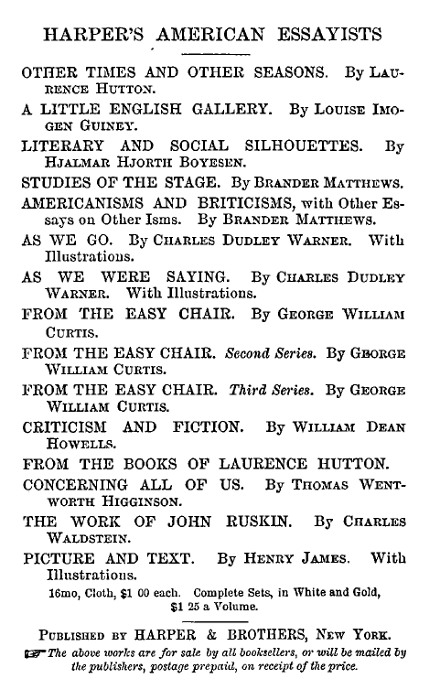 HARPER'S AMERICAN ESSAYISTS
OTHER TIMES AND OTHER SEASONS. By LAU-
RENCE HUTTON.
A LITTLE ENGLISH GALLERY. By LOUISE IMO-
GEN GUINEY.
LITERARY AND SOCIAL SILHOUETTES. By
HJALMAR HJORTH BOYESEN.
STUDIES OF THE STAGE. By BRANDER MATTHEWS.
AMERICANISMS AND BRITICISMS, with Other Es-
says on Other Isms. By BRANDER MATTHEWS.
AS WE GO. By CHARLES DUDLEY WARNER. With
Illustrations.
AS WE WERE SAYING. By CHARLES DUDLEY
WARNER. With Illustrations.
FROM THE EASY CHAIR. By GEORGE WILLIAM
CURTIS.
FROM THE EASY CHAIR. Second Series. By GEORGE
WILLIAM CURTIS.
FROM THE EASY CHAIR. Third Series. By GEORGE
WILLIAM CURTIS.
CRITICISM AND FICTION. By WILLIAM DEAN
HOWELLS.
FROM THE BOOKS OF LAURENCE HUTTON.
CONCERNING ALL OF US. By THOMAS WENT-
WORTH HIGGINSON.
THE WORK OF JOHN RUSKIN. By CHARLES
WALDSTEIN.
PICTURE AND TEXT. By HENRY JAMES. With
Illustrations.
16mo, Cloth, $1 00 each. Complete Sets, in White and Gold,
$1 25 a Volume.
PUBLISHED BY HARPER & BROTHERS, NEW YORK.
☞ The above works are for sale by all booksellers, or will be mailed by
the publishers, postage prepaid, on receipt of the price.